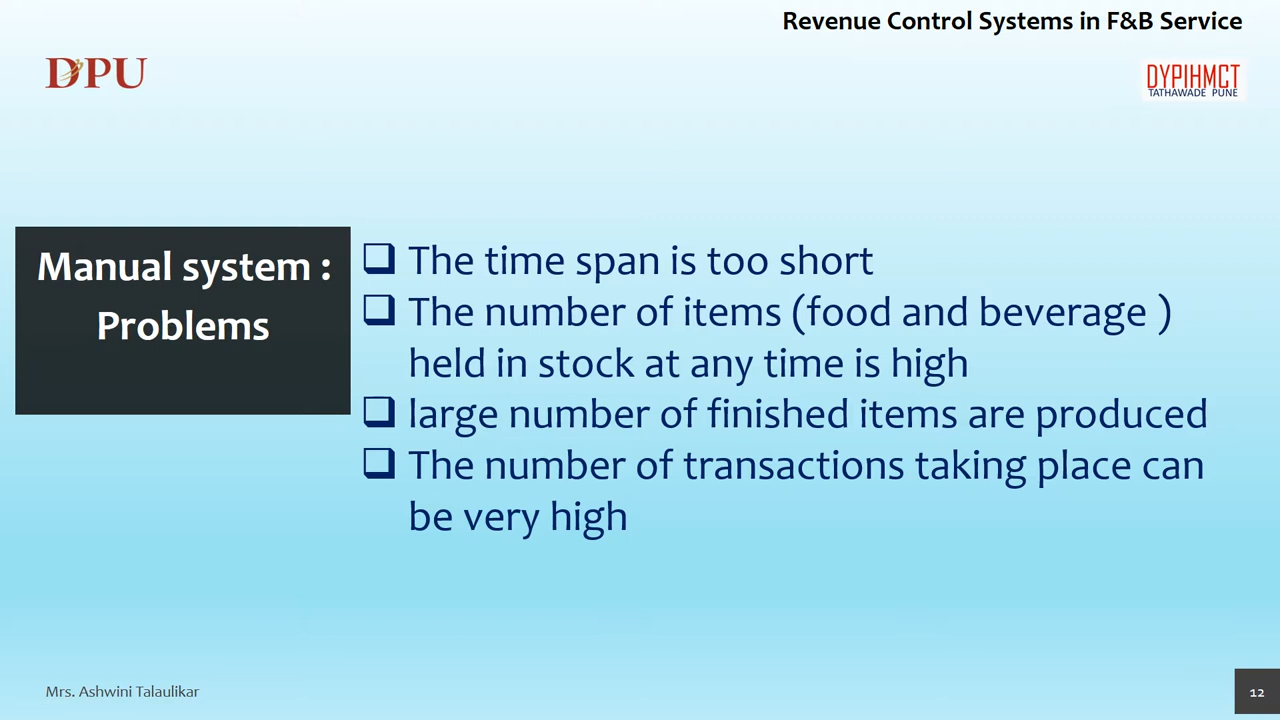 Revenue Control Systems in F&B Service
DPU
DYPIHMCT
TATHAWADE PUNE
Manual system :
Problems
❑ The time span is too short
❑ The number of items (food and beverage )
held in stock at any time is high
❑ large number of finished items are produced
❑ The number of transactions taking place can
be very high
Mrs. Ashwini Talaulikar
12